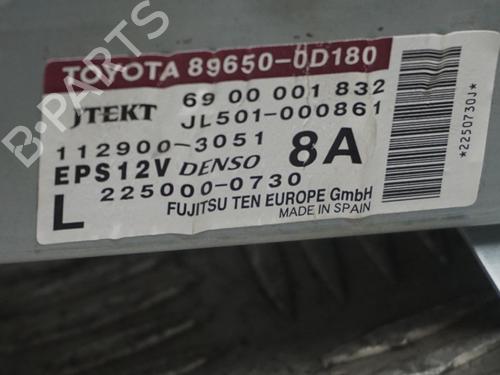 TOYOTA 89650-0D180
JTEKT 69 00 001 832
JL501-000861
112900-3051 8A
EPS12V DENSO
L 225000-0730
FUJITSU TEN EUROPE GmbH
MADE IN SPAIN
*2250730J*
B-PARTS